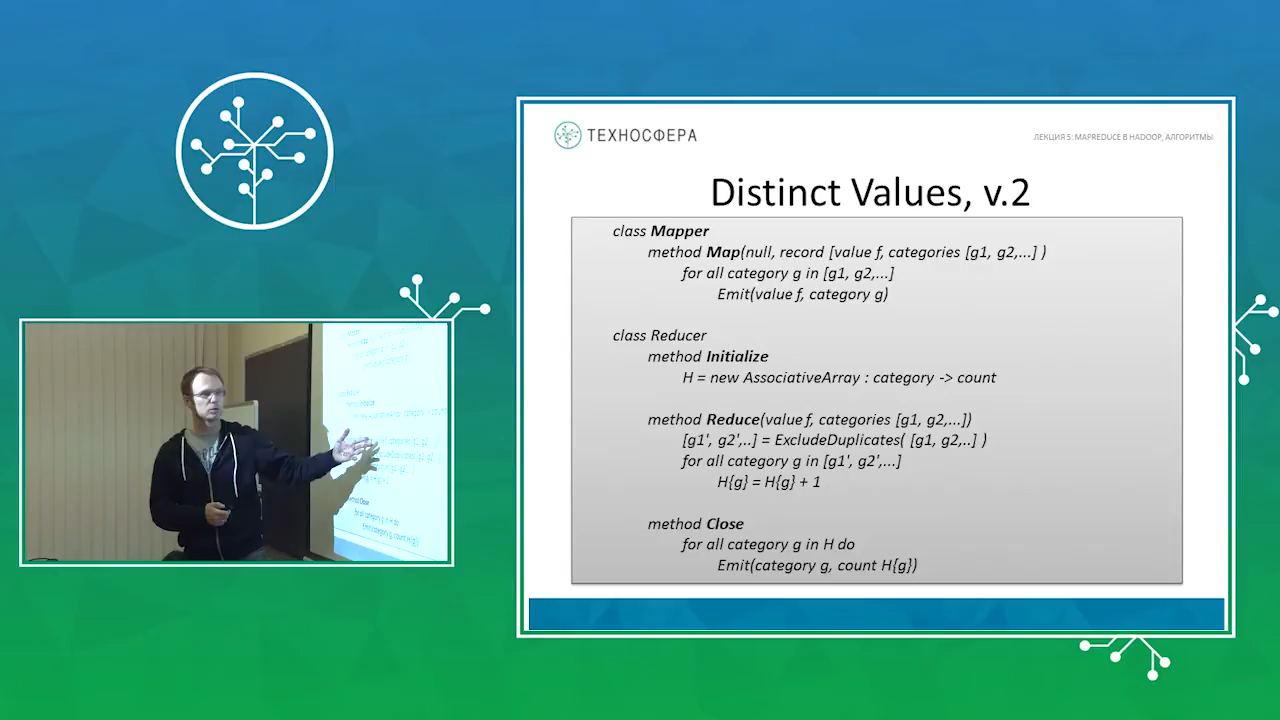 ТЕХНОСФЕРА
ЛЕКЦИЯ 5: MAPREDUCE В HADOOP, АЛГОРИТМЫ
Distinct Values, v.2
class Mapper
method Map(null, record [value f, categories [g1, g2,...] )
for all category g in [g1, g2,...]
Emit(value f, category g)
class Reducer
method Initialize
H = new AssociativeArray : category -> count
method Reduce(value f, categories [g1, g2,...])
[g1', g2',..] = ExcludeDuplicates( [g1, g2,..] )
for all category g in [g1', g2',...]
H{g} = H{g} + 1
method Close
for all category g in H do
Emit(category g, count H{g})